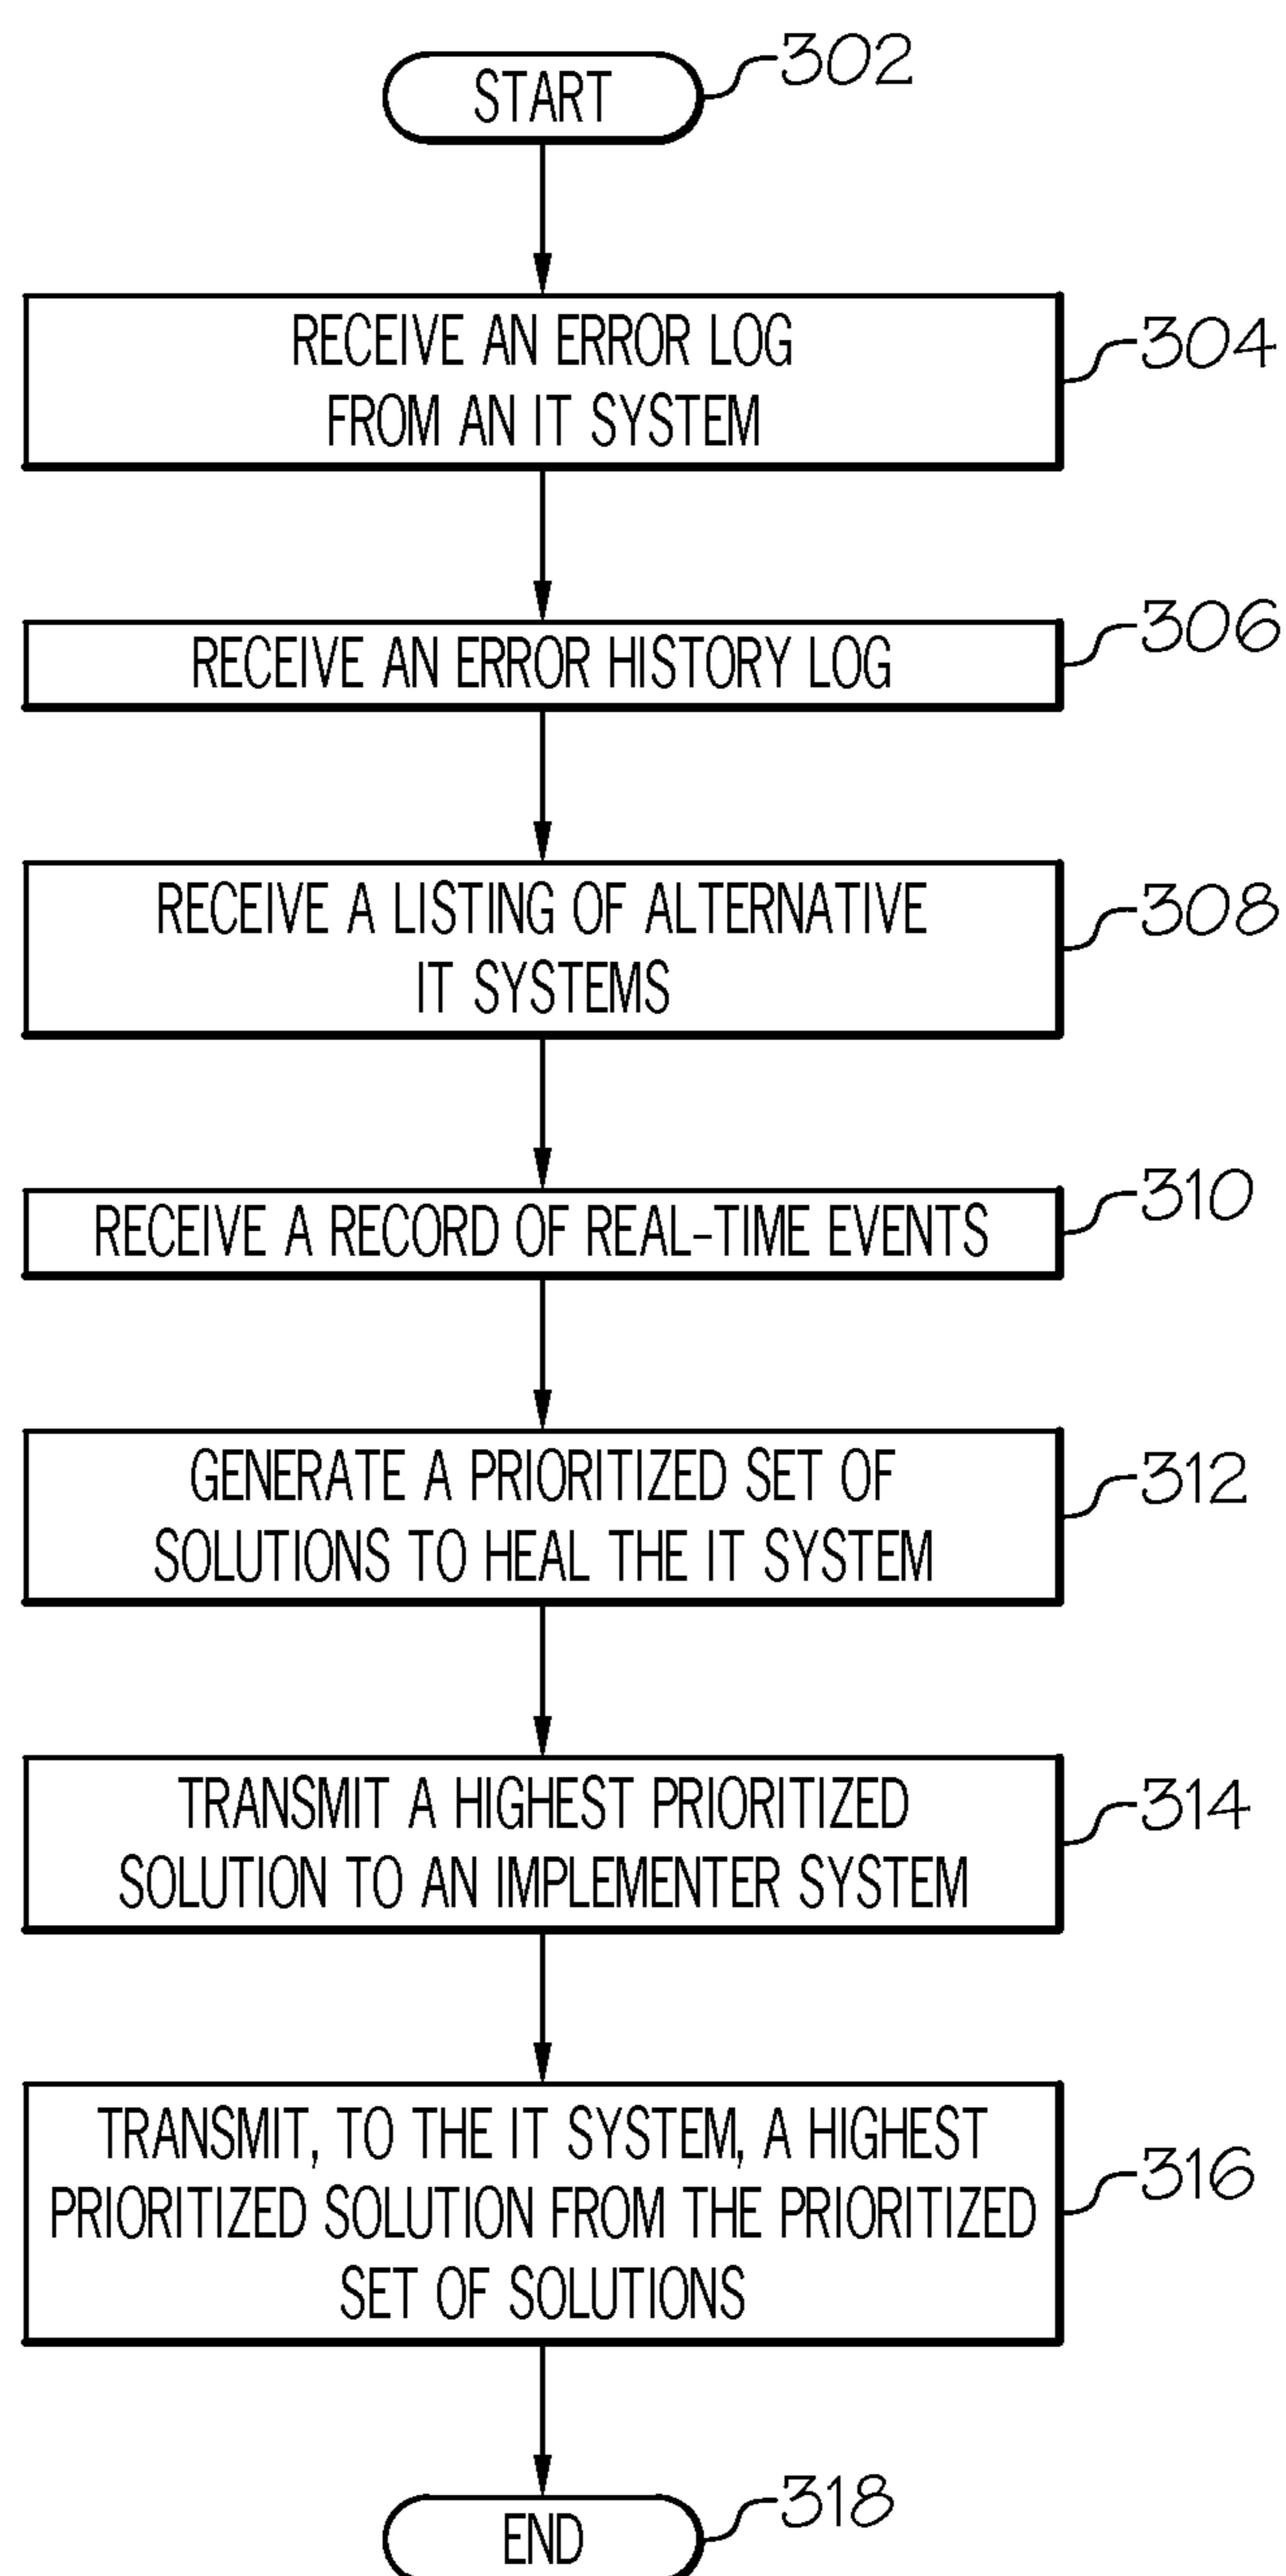 START
302
RECEIVE AN ERROR LOG
FROM AN IT SYSTEM
304
RECEIVE AN ERROR HISTORY LOG
306
RECEIVE A LISTING OF ALTERNATIVE
IT SYSTEMS
308
RECEIVE A RECORD OF REAL-TIME EVENTS
310
GENERATE A PRIORITIZED SET OF
SOLUTIONS TO HEAL THE IT SYSTEM
312
TRANSMIT A HIGHEST PRIORITIZED
SOLUTION TO AN IMPLEMENTER SYSTEM
314
TRANSMIT, TO THE IT SYSTEM, A HIGHEST
PRIORITIZED SOLUTION FROM THE PRIORITIZED
SET OF SOLUTIONS
316
END
318